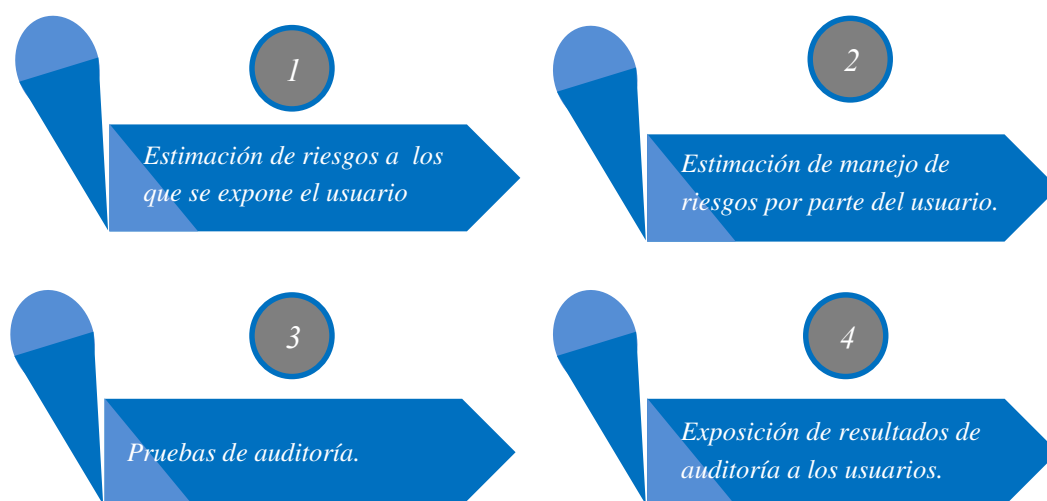 1
Estimación de riesgos a los
que se expone el usuario
2
Estimación de manejo de
riesgos por parte del usuario.
3
Pruebas de auditoría.
4
Exposición de resultados de
auditoría a los usuarios.